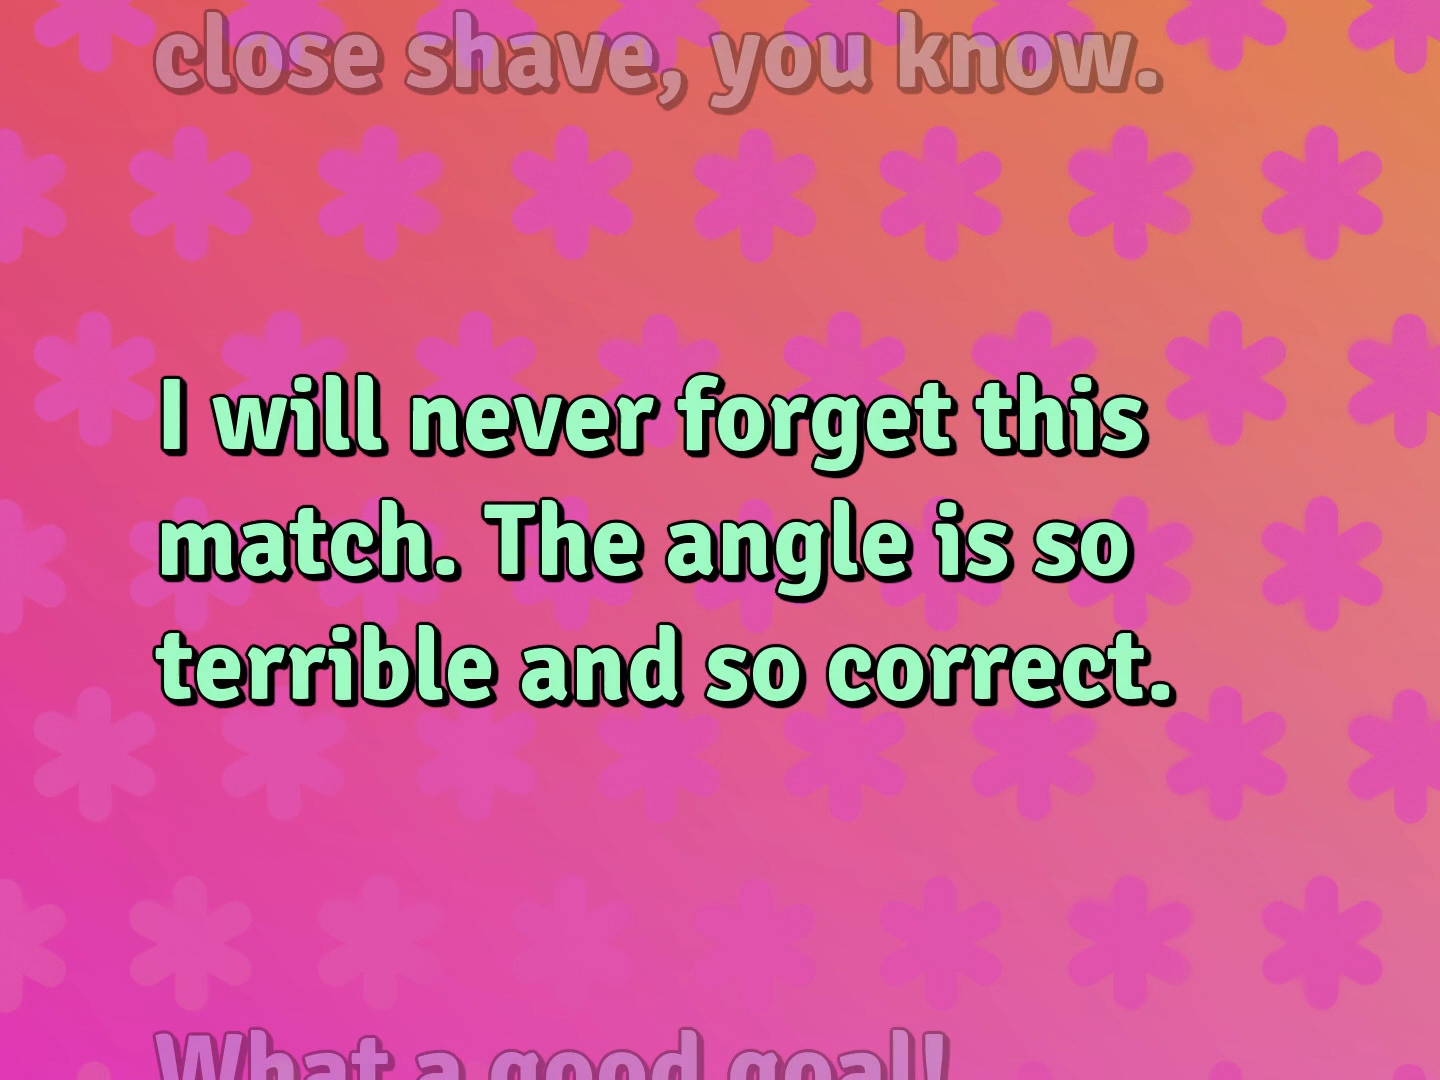 close shave, you know.
I will never forget this
match. The angle is so
terrible and so correct.
What a good goal!